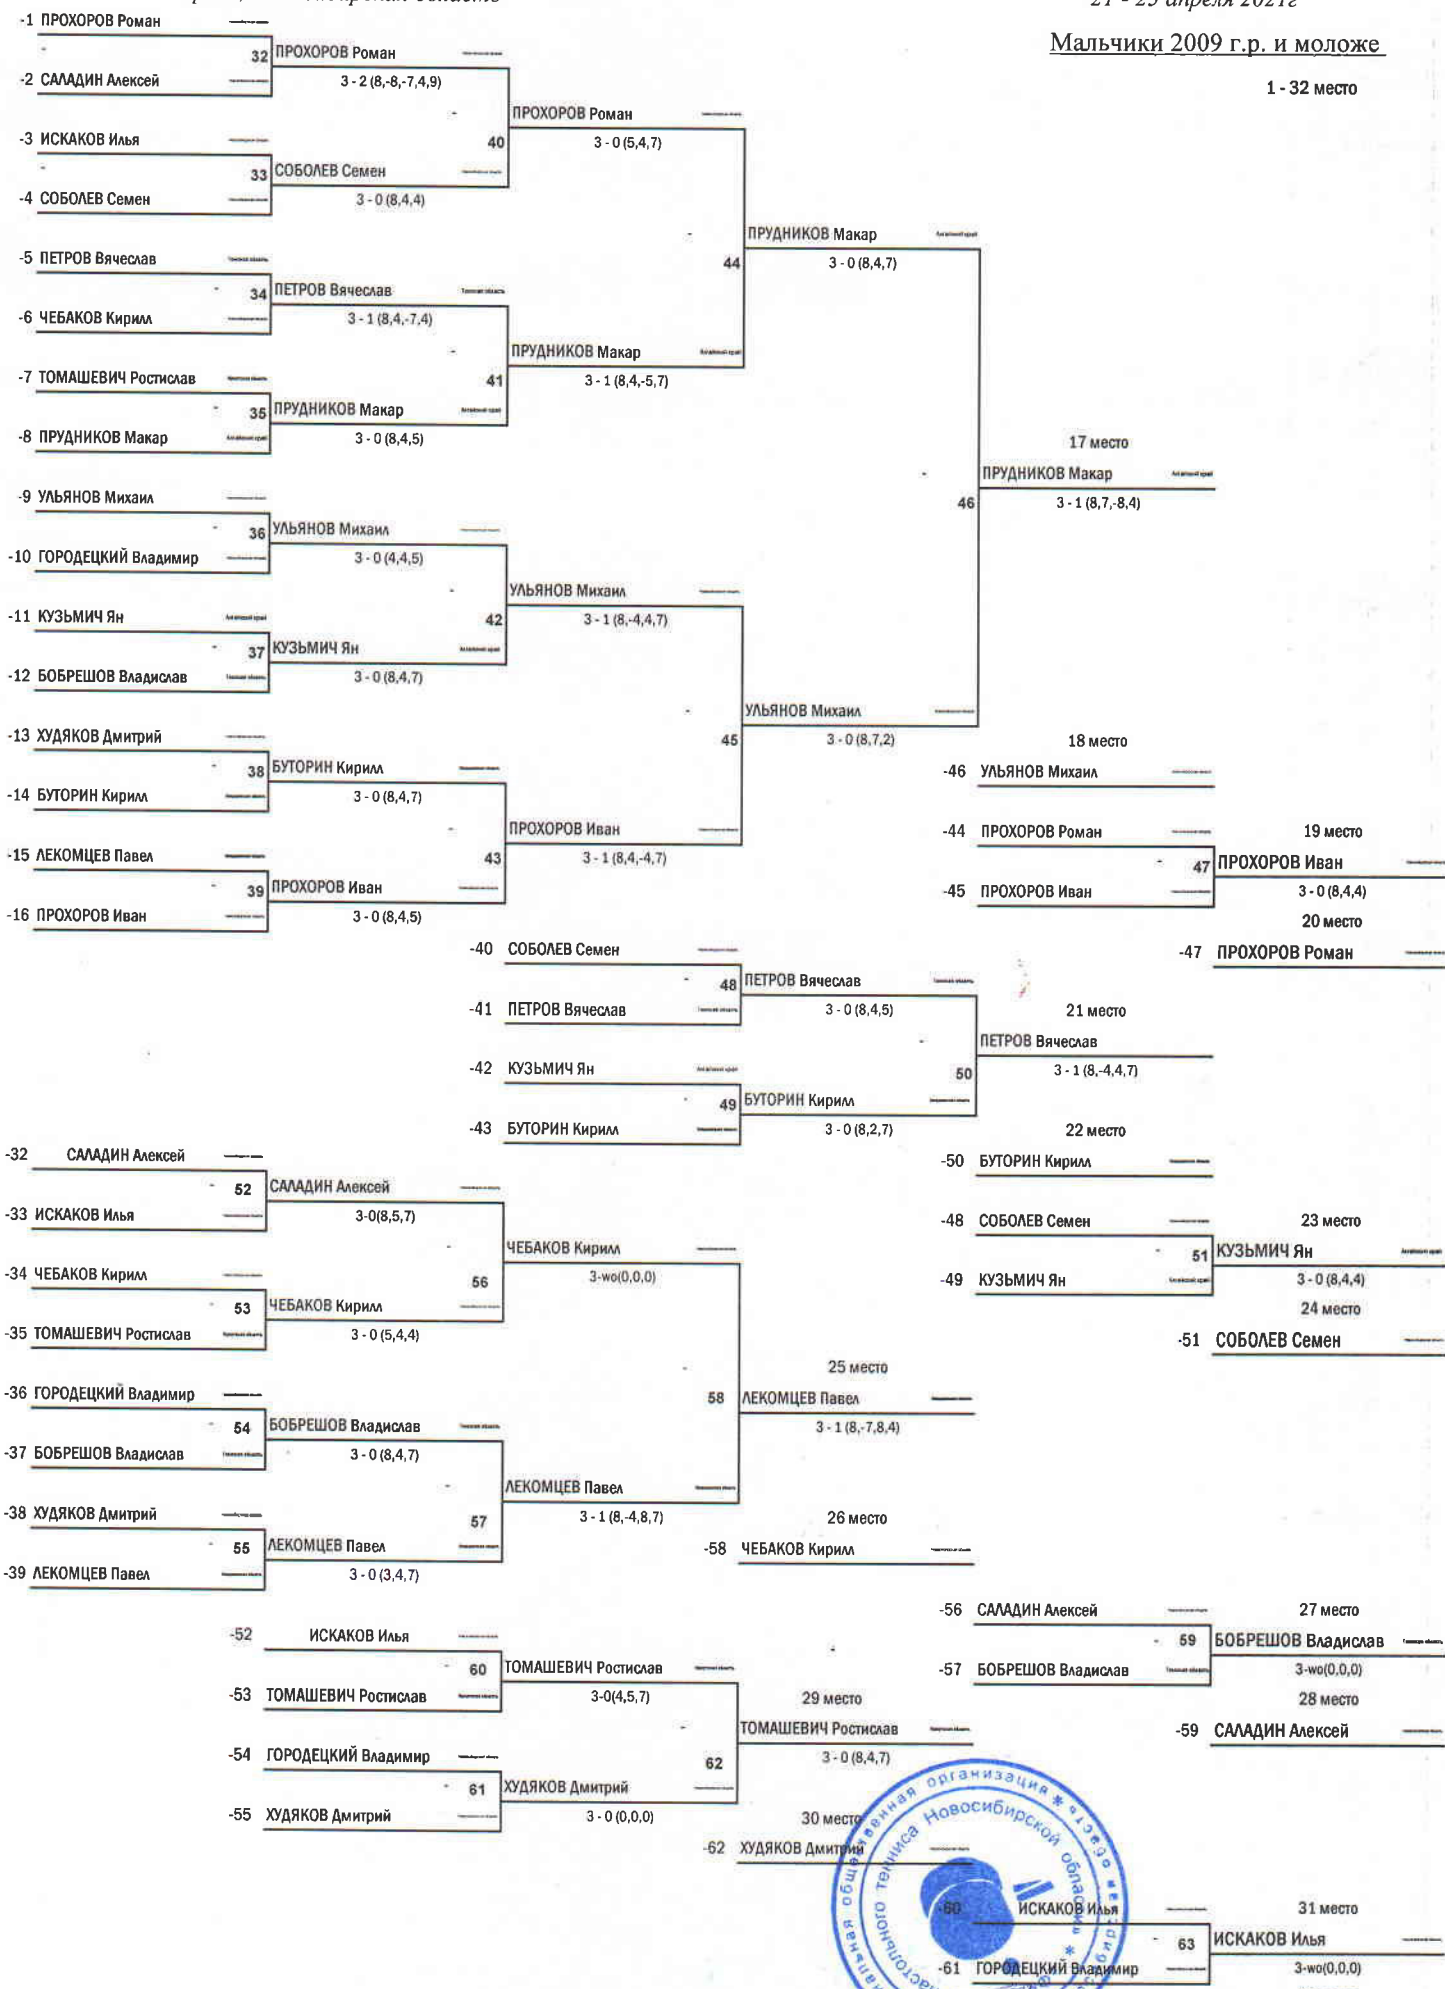 21 - 23 апреля 2021г
Мальчики 2009 г.р. и моложе
1 - 32 место
-1 ПРОХОРОВ Роман
32 ПРОХОРОВ Роман
-2 САЛАДИН Алексей
3 - 2 (8,-8,-7,4,9)
ПРОХОРОВ Роман
-3 ИСКАКОВ Илья
40
3 - 0 (5,4,7)
33 СОБОЛЕВ Семен
-4 СОБОЛЕВ Семен
3 - 0 (8,4,4)
ПРУДНИКОВ Макар
-5 ПЕТРОВ Вячеслав
44
3 - 0 (8,4,7)
34 ПЕТРОВ Вячеслав
-6 ЧЕБАКОВ Кирилл
3 - 1 (8,4,-7,4)
ПРУДНИКОВ Макар
-7 ТОМАШЕВИЧ Ростислав
41
3 - 1 (8,4,-5,7)
35 ПРУДНИКОВ Макар
-8 ПРУДНИКОВ Макар
3 - 0 (8,4,5)
17 место
ПРУДНИКОВ Макар
-9 УЛЬЯНОВ Михаил
46
3 - 1 (8,7,-8,4)
36 УЛЬЯНОВ Михаил
-10 ГОРОДЕЦКИЙ Владимир
3 - 0 (4,4,5)
УЛЬЯНОВ Михаил
-11 КУЗЬМИЧ Ян
42
3 - 1 (8,-4,4,7)
37 КУЗЬМИЧ Ян
-12 БОБРЕШОВ Владислав
3 - 0 (8,4,7)
УЛЬЯНОВ Михаил
-13 ХУДЯКОВ Дмитрий
45
3 - 0 (8,7,2)
18 место
38 БУТОРИН Кирилл
-46 УЛЬЯНОВ Михаил
-14 БУТОРИН Кирилл
3 - 0 (8,4,7)
ПРОХОРОВ Иван
-44 ПРОХОРОВ Роман
19 место
-15 ЛЕКОМЦЕВ Павел
43
3 - 1 (8,4,-4,7)
47 ПРОХОРОВ Иван
39 ПРОХОРОВ Иван
-45 ПРОХОРОВ Иван
3 - 0 (8,4,4)
-16 ПРОХОРОВ Иван
3 - 0 (8,4,5)
20 место
-40 СОБОЛЕВ Семен
-47 ПРОХОРОВ Роман
48 ПЕТРОВ Вячеслав
-41 ПЕТРОВ Вячеслав
3 - 0 (8,4,5)
21 место
ПЕТРОВ Вячеслав
-42 КУЗЬМИЧ Ян
50
3 - 1 (8,-4,4,7)
49 БУТОРИН Кирилл
-43 БУТОРИН Кирилл
3 - 0 (8,2,7)
22 место
-32 САЛАДИН Алексей
-50 БУТОРИН Кирилл
52 САЛАДИН Алексей
-33 ИСКАКОВ Илья
3-0(8,5,7)
-48 СОБОЛЕВ Семен
23 место
ЧЕБАКОВ Кирилл
51 КУЗЬМИЧ Ян
-34 ЧЕБАКОВ Кирилл
56
3-wo(0,0,0)
-49 КУЗЬМИЧ Ян
3 - 0 (8,4,4)
53 ЧЕБАКОВ Кирилл
24 место
-35 ТОМАШЕВИЧ Ростислав
3 - 0 (5,4,4)
-51 СОБОЛЕВ Семен
25 место
-36 ГОРОДЕЦКИЙ Владимир
58 ЛЕКОМЦЕВ Павел
54 БОБРЕШОВ Владислав
3 - 1 (8,-7,8,4)
-37 БОБРЕШОВ Владислав
3 - 0 (8,4,7)
ЛЕКОМЦЕВ Павел
-38 ХУДЯКОВ Дмитрий
57
3 - 1 (8,-4,8,7)
26 место
55 ЛЕКОМЦЕВ Павел
-58 ЧЕБАКОВ Кирилл
-39 ЛЕКОМЦЕВ Павел
3 - 0 (3,4,7)
-56 САЛАДИН Алексей
27 место
-52 ИСКАКОВ Илья
59 БОБРЕШОВ Владислав
60 ТОМАШЕВИЧ Ростислав
-57 БОБРЕШОВ Владислав
3-wo(0,0,0)
-53 ТОМАШЕВИЧ Ростислав
3-0(4,5,7)
29 место
28 место
ТОМАШЕВИЧ Ростислав
-59 САЛАДИН Алексей
-54 ГОРОДЕЦКИЙ Владимир
62
3 - 0 (8,4,7)
61 ХУДЯКОВ Дмитрий
-55 ХУДЯКОВ Дмитрий
3 - 0 (0,0,0)
30 место
-62 ХУДЯКОВ Дмитрий
-60 ИСКАКОВ Илья
31 место
63 ИСКАКОВ Илья
-61 ГОРОДЕЦКИЙ Владимир
3-wo(0,0,0)
общественная организация
тенниса Новосибирской области